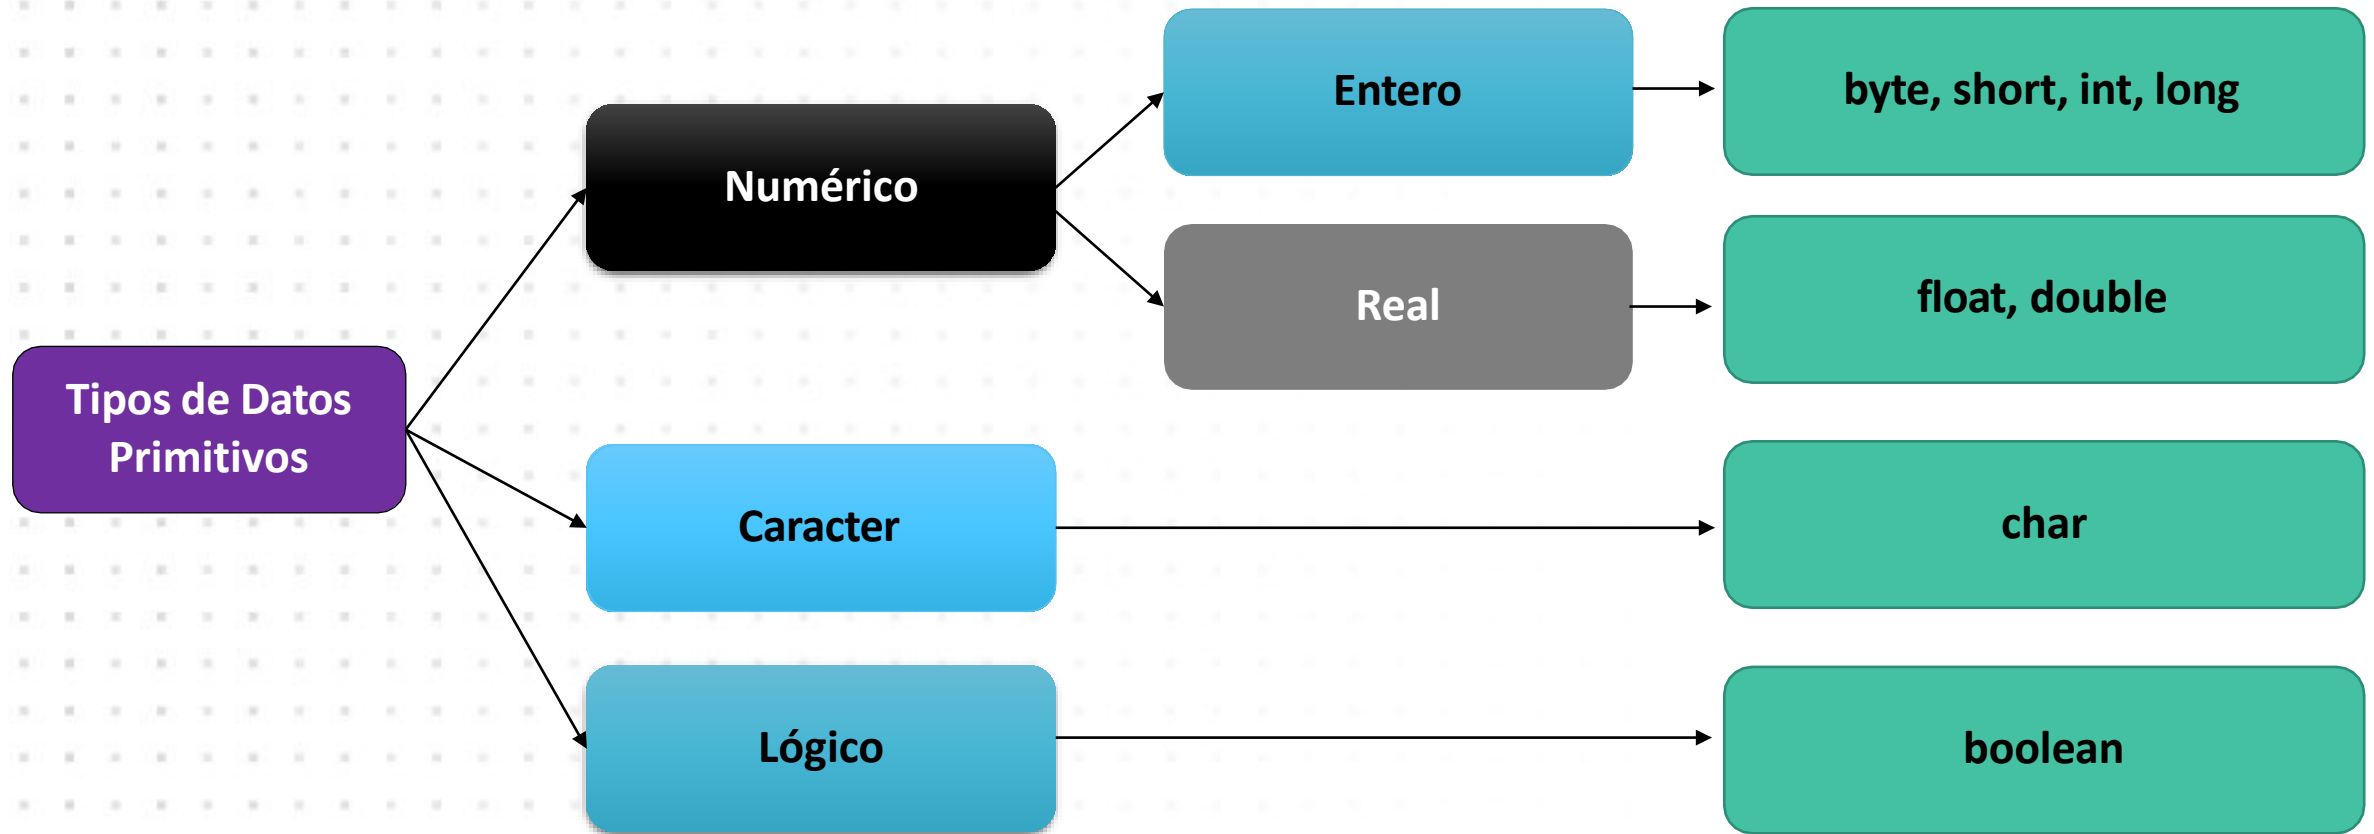 Tipos de Datos
Primitivos
Numérico
Entero
byte, short, int, long
Real
float, double
Caracter
char
Lógico
boolean